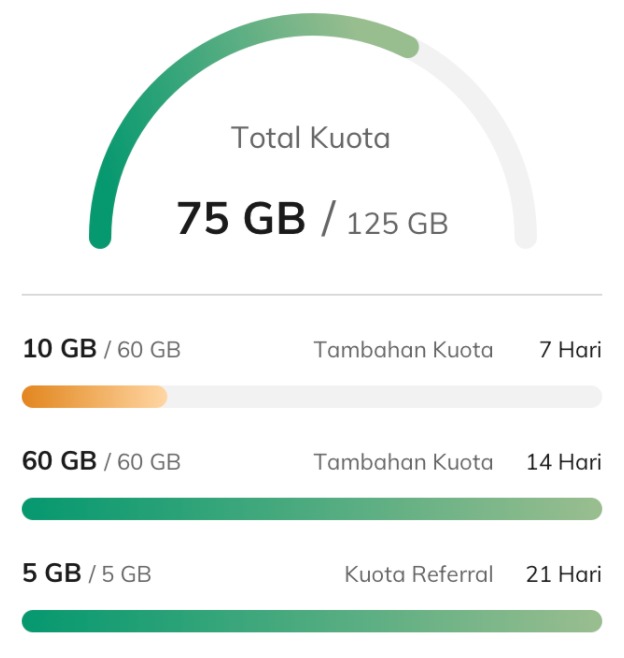 Total Kuota
75 GB / 125 GB
10 GB / 60 GB Tambahan Kuota 7 Hari
60 GB / 60 GB Tambahan Kuota 14 Hari
5 GB / 5 GB Kuota Referral 21 Hari